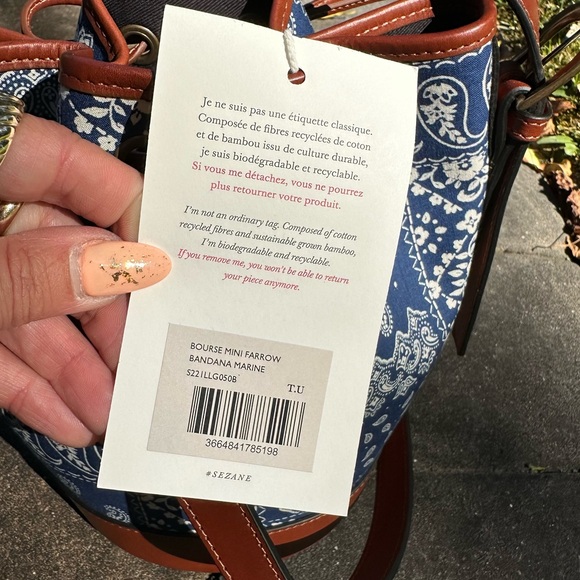 Je ne suis pas une étiquette classique.
Composée de fibres recyclées de coton
et de bambou issu de culture durable,
je suis biodégradable et recyclable.
Si vous me détachez, vous ne pourrez
plus retourner votre produit.
I'm not an ordinary tag. Composed of cotton
recycled fibres and sustainable grown bamboo,
I'm biodegradable and recyclable.
If you remove me, you won't be able to return
your piece anymore.
BOURSE MINI FARROW
BANDANA MARINE
S221LLG050B
T.U
3664841785198
#SEZANE